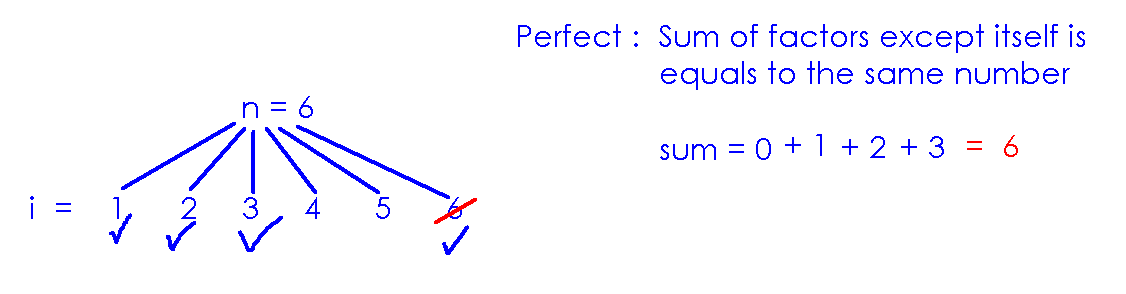 Perfect : Sum of factors except itself is
equals to the same number
n = 6
sum = 0 + 1 + 2 + 3 = 6
i = 1 2 3 4 5 6